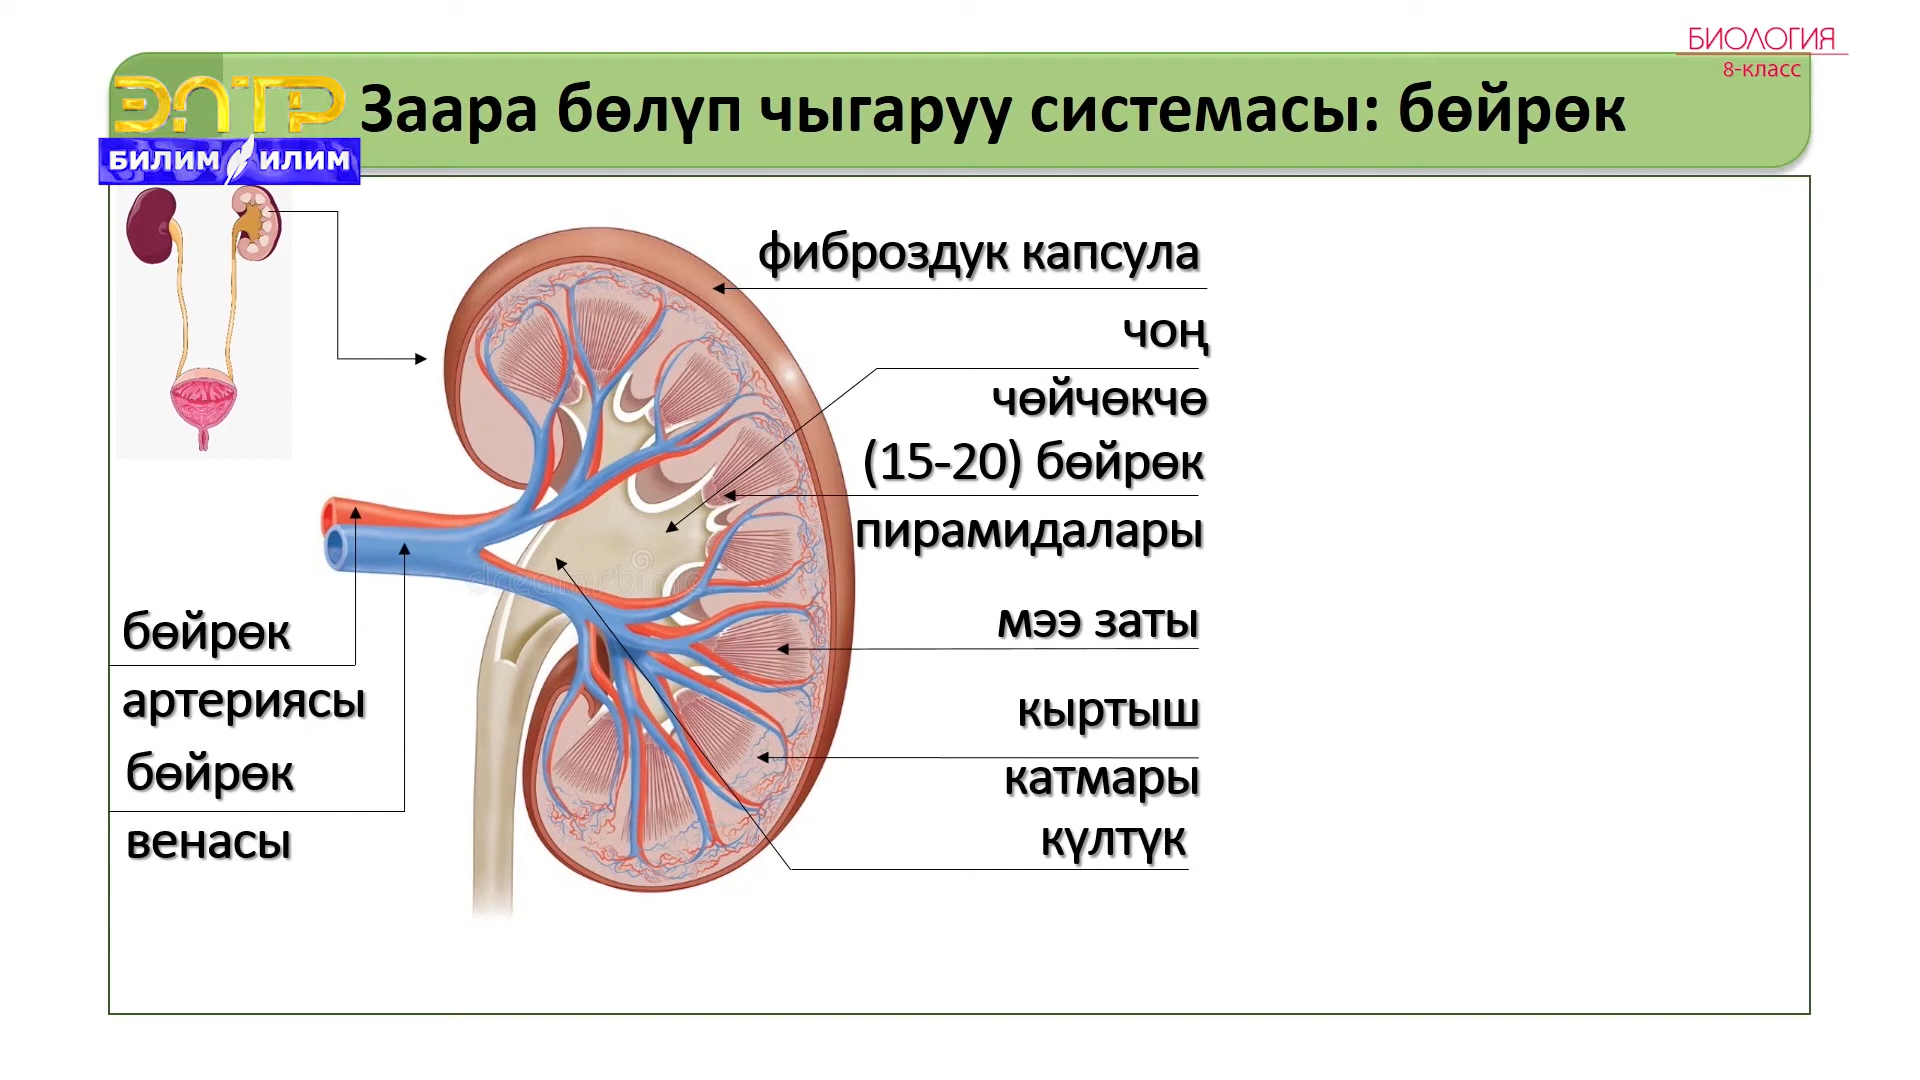 БИОЛОГИЯ
8-класс
ЭЛТР
БИЛИМ ИЛИМ
Заара бөлүп чыгаруу системасы: бөйрөк
фиброздук капсула
чоң
чөйчөкчө
(15-20) бөйрөк
пирамидалары
мээ заты
кыртыш
катмары
күлтүк
бөйрөк
артериясы
бөйрөк
венасы
dreamstime